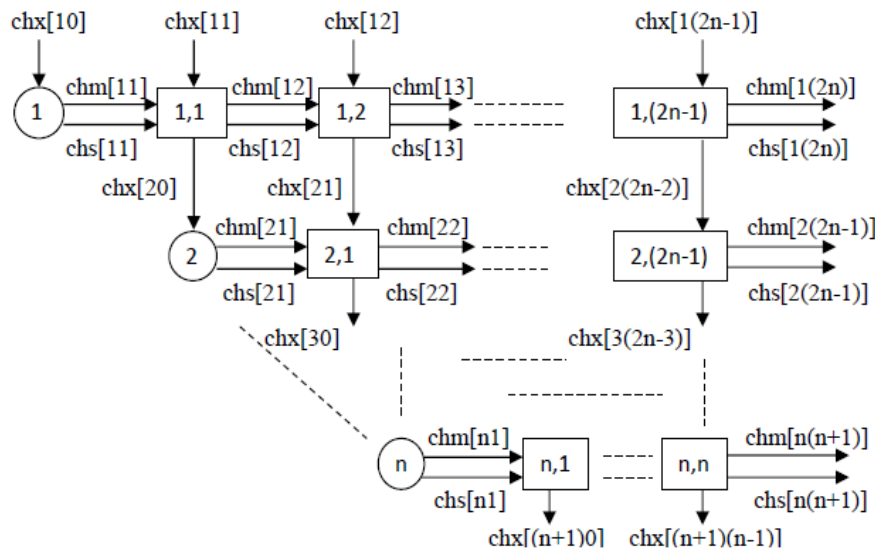 chx[10] chx[11] chx[12] chx[1(2n-1)]
chm[11] chm[12] chm[13] chm[1(2n)]
1 1,1 1,2 1,(2n-1)
chs[11] chs[12] chs[13] chs[1(2n)]
chx[20] chx[21] chx[2(2n-2)]
chm[21] chm[22] chm[2(2n-1)]
2 2,1 2,(2n-1)
chs[21] chs[22] chs[2(2n-1)]
chx[30] chx[3(2n-3)]
chm[n1] chm[n(n+1)]
n n,1 n,n
chs[n1] chs[n(n+1)]
chx[(n+1)0] chx[(n+1)(n-1)]